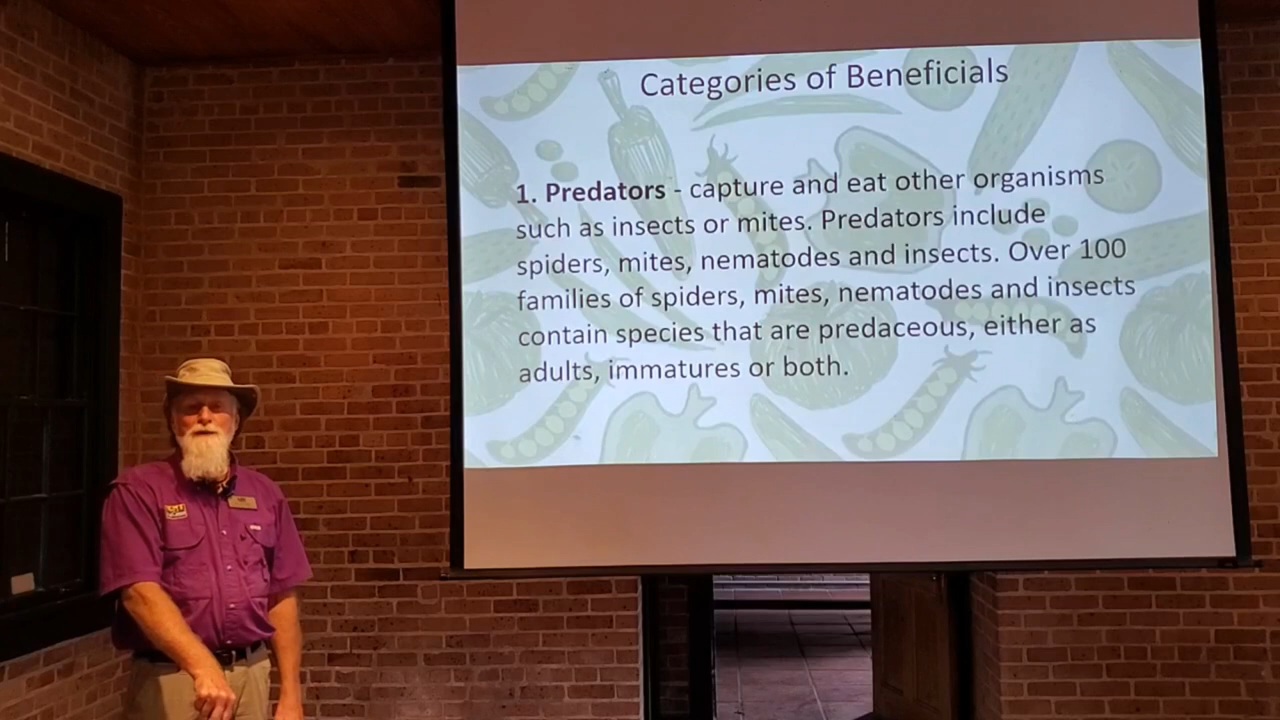 Categories of Beneficials
1. Predators - capture and eat other organisms
such as insects or mites. Predators include
spiders, mites, nematodes and insects. Over 100
families of spiders, mites, nematodes and insects
contain species that are predaceous, either as
adults, immatures or both.